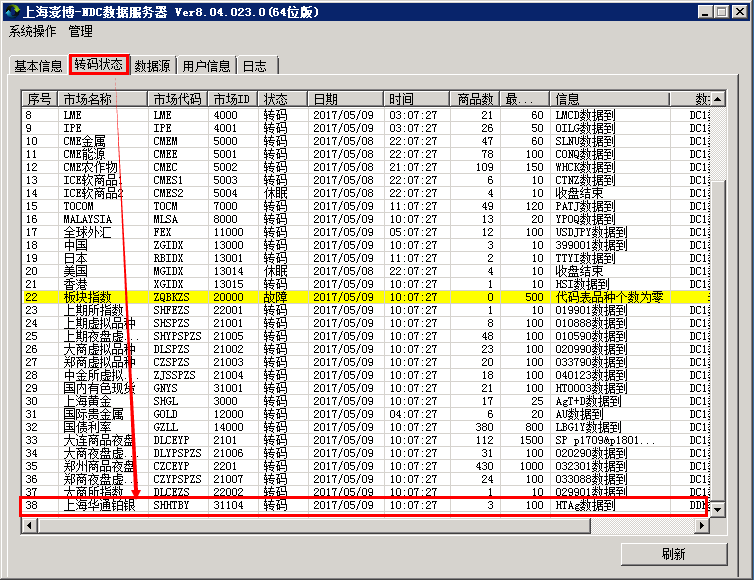 上海澎博-NDC数据服务器 Ver8.04.023.0(64位版)
系统操作 管理
基本信息 转码状态 数据源 用户信息 日志
序号 市场名称 市场代码 市场ID 状态 日期 时间 商品数 最... 信息
8 LME LME 4000 转码 2017/05/09 03:07:27 21 60 LMCD数据到 DC1
9 IPE IPE 4001 转码 2017/05/09 03:07:27 26 50 OILG数据到 DC1
10 CME金属 CMEM 5000 转码 2017/05/08 22:07:27 47 60 SLNU数据到 DC1
11 CME能源 CMEE 5001 转码 2017/05/08 22:07:27 78 100 CONQ数据到 DC1
12 CME农作物 CMEC 5002 转码 2017/05/08 21:07:27 109 150 WHCK数据到 DC1
13 ICE软商品1 CMES1 5003 转码 2017/05/08 22:07:27 6 10 CTNZ数据到 DC1
14 ICE软商品2 CMES2 5004 休眠 2017/05/08 22:07:27 4 10 收盘结束 DC1
15 TOCOM TOCM 7000 转码 2017/05/09 11:07:27 49 120 PATJ数据到 DC1
16 MALAYSIA MLSA 8000 转码 2017/05/09 10:07:27 13 20 YPOQ数据到 DC1
17 全球外汇 FEX 11000 转码 2017/05/09 05:07:27 12 100 USDJPY数据到 DC1
18 中国 ZGIDX 13000 转码 2017/05/09 10:07:27 3 10 399001数据到 DC1
19 日本 RBIDX 13001 转码 2017/05/09 11:07:27 2 10 TTYI数据到 DC1
20 美国 MGIDX 13014 休眠 2017/05/08 22:07:27 4 10 收盘结束 DC1
21 香港 XGIDX 13015 转码 2017/05/09 10:07:27 1 10 HSI数据到 DC1
22 板块指数 ZQBKZS 20000 故障 2017/05/09 10:07:27 0 500 代码表品种个数为零
23 上期所指数 SHFEZS 22001 转码 2017/05/09 10:07:27 1 10 019901数据到 DC1
24 上期虚拟品种 SHSPZS 21001 转码 2017/05/09 10:07:27 8 100 010888数据到 DC1
25 上期夜盘虚... SHYPSPZS 21005 转码 2017/05/09 10:07:27 48 100 010590数据到 DC1
26 大商虚拟品种 DLSPZS 21002 转码 2017/05/09 10:07:27 23 100 020990数据到 DC1
27 郑商虚拟品种 CZSPZS 21003 转码 2017/05/09 10:07:27 20 100 033790数据到 DC1
28 中金所虚拟... ZJSSPZS 21004 转码 2017/05/09 10:07:27 18 100 040123数据到 DC1
29 国内有色现货 GNYS 31001 转码 2017/05/09 10:07:27 21 100 HT0003数据到 DC1
30 上海黄金 SHGL 3000 转码 2017/05/09 10:07:27 17 25 AgT+D数据到 DC1
31 国际贵金属 GOLD 12000 转码 2017/05/09 04:07:27 6 20 AU数据到 DC1
32 国债利率 GZLL 14000 转码 2017/05/09 10:07:27 380 800 LBG1Y数据到 DC1
33 大连商品夜盘 DLCEYP 2101 转码 2017/05/09 10:07:27 112 1500 SP p1709&p1801... DC1
34 大商夜盘虚... DLYPSPZS 21006 转码 2017/05/09 10:07:27 31 100 020290数据到 DC1
35 郑州商品夜盘 CZCEYP 2201 转码 2017/05/09 10:07:27 430 1000 032301数据到 DC1
36 郑商夜盘虚... CZYPSPZS 21007 转码 2017/05/09 10:07:27 24 100 033088数据到 DC1
37 大商所指数 DLCEZS 22002 转码 2017/05/09 10:07:27 1 10 029901数据到 DC1
38 上海华通铂银 SHHTBY 31104 转码 2017/05/09 10:07:27 3 100 HTAg数据到
刷新